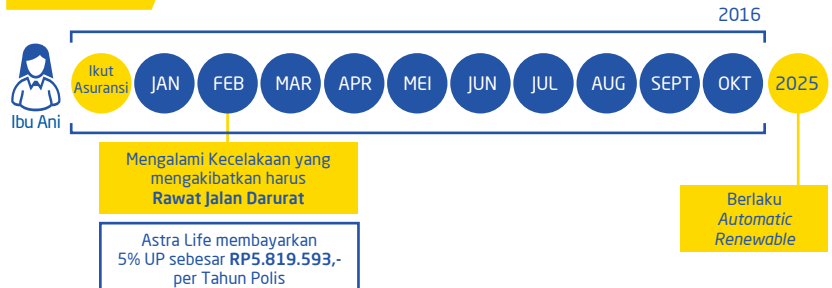 2016
Ikut
Asuransi
JAN
FEB
MAR
APR
MEI
JUN
JUL
AUG
SEPT
OKT
2025
Ibu Ani
Mengalami Kecelakaan yang
mengakibatkan harus
Rawat Jalan Darurat
Astra Life membayarkan
5% UP sebesar RP5.819.593,-
per Tahun Polis
Berlaku
Automatic
Renewable